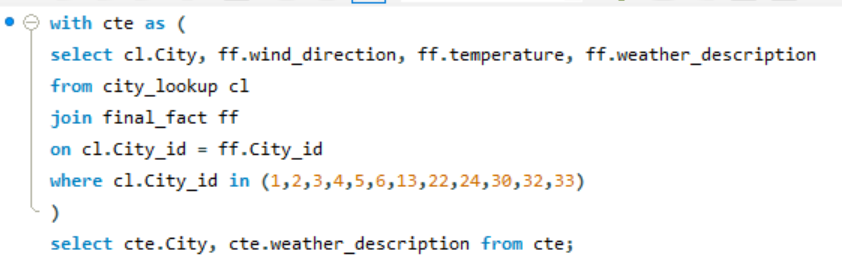 with cte as (
select cl.City, ff.wind_direction, ff.temperature, ff.weather_description
from city_lookup cl
join final_fact ff
on cl.City_id = ff.City_id
where cl.City_id in (1,2,3,4,5,6,13,22,24,30,32,33)
)
select cte.City, cte.weather_description from cte;